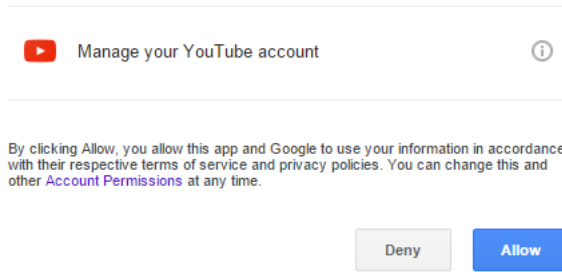 Manage your YouTube account
By clicking Allow, you allow this app and Google to use your information in accordance
with their respective terms of service and privacy policies. You can change this and
other Account Permissions at any time.
Deny Allow